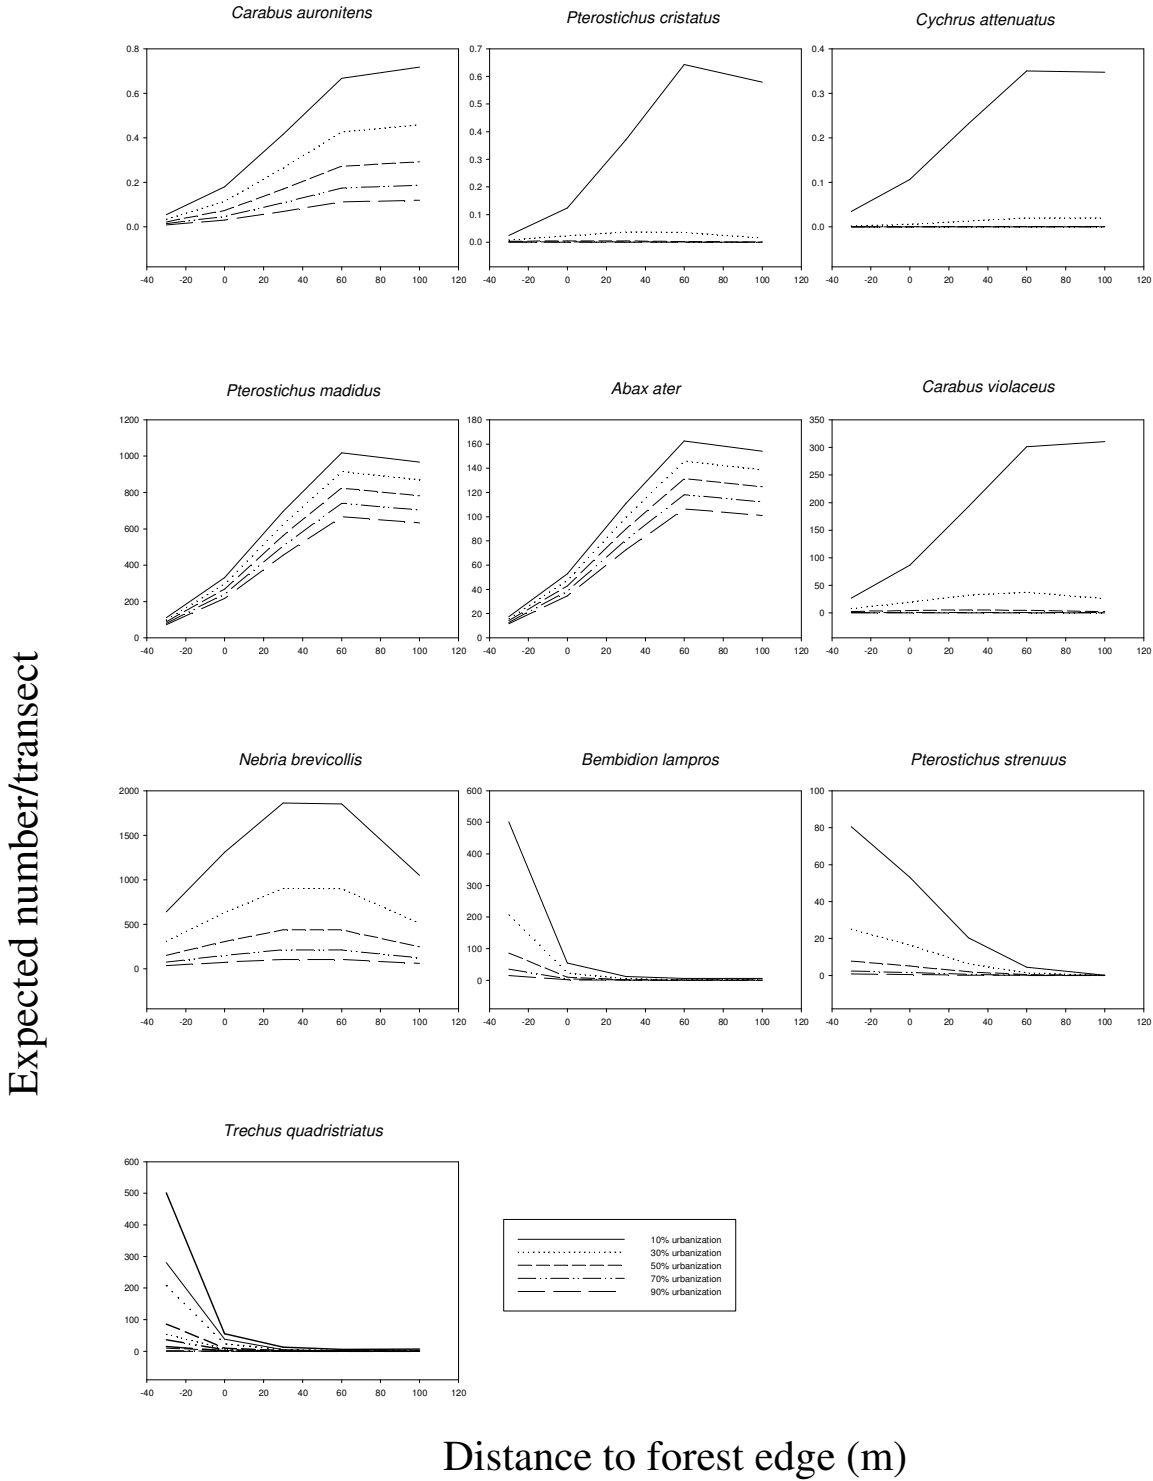 Carabus auronitens
Pterostichus cristatus
Cychrus attenuatus
0.8
0.6
0.4
0.2
0.0
-40 -20 0 20 40 60 80 100 120
0.7
0.6
0.5
0.4
0.3
0.2
0.1
0.0
-40 -20 0 20 40 60 80 100 120
0.4
0.3
0.2
0.1
0.0
-40 -20 0 20 40 60 80 100 120
Pterostichus madidus
Abax ater
Carabus violaceus
1200
1000
800
600
400
200
0
-40 -20 0 20 40 60 80 100 120
180
160
140
120
100
80
60
40
20
0
-40 -20 0 20 40 60 80 100 120
350
300
250
200
150
100
50
0
-40 -20 0 20 40 60 80 100 120
Expected number/transect
Nebria brevicollis
Bembidion lampros
Pterostichus strenuus
2000
1500
1000
500
0
-40 -20 0 20 40 60 80 100 120
600
500
400
300
200
100
0
-40 -20 0 20 40 60 80 100 120
100
80
60
40
20
0
-40 -20 0 20 40 60 80 100 120
Trechus quadristriatus
600
500
400
300
200
100
0
-40 -20 0 20 40 60 80 100 120
10% urbanization
30% urbanization
50% urbanization
70% urbanization
90% urbanization
Distance to forest edge (m)